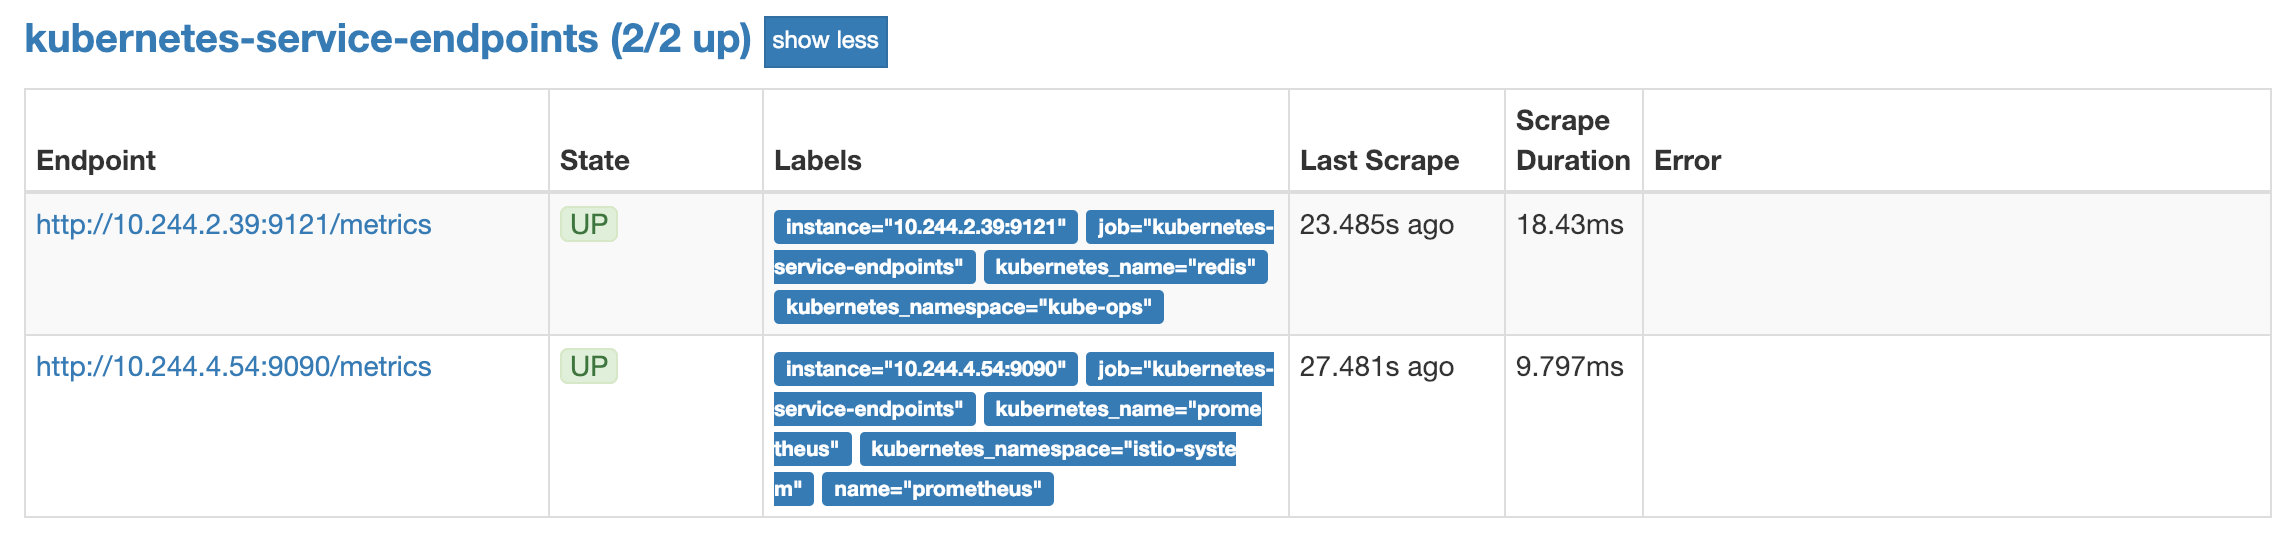 kubernetes-service-endpoints (2/2 up) show less
Endpoint State Labels Last Scrape Scrape Duration Error
http://10.244.2.39:9121/metrics UP instance="10.244.2.39:9121" job="kubernetes- 23.485s ago 18.43ms
service-endpoints" kubernetes_name="redis"
kubernetes_namespace="kube-ops"
http://10.244.4.54:9090/metrics UP instance="10.244.4.54:9090" job="kubernetes- 27.481s ago 9.797ms
service-endpoints" kubernetes_name="prome
theus" kubernetes_namespace="istio-syste
m" name="prometheus"